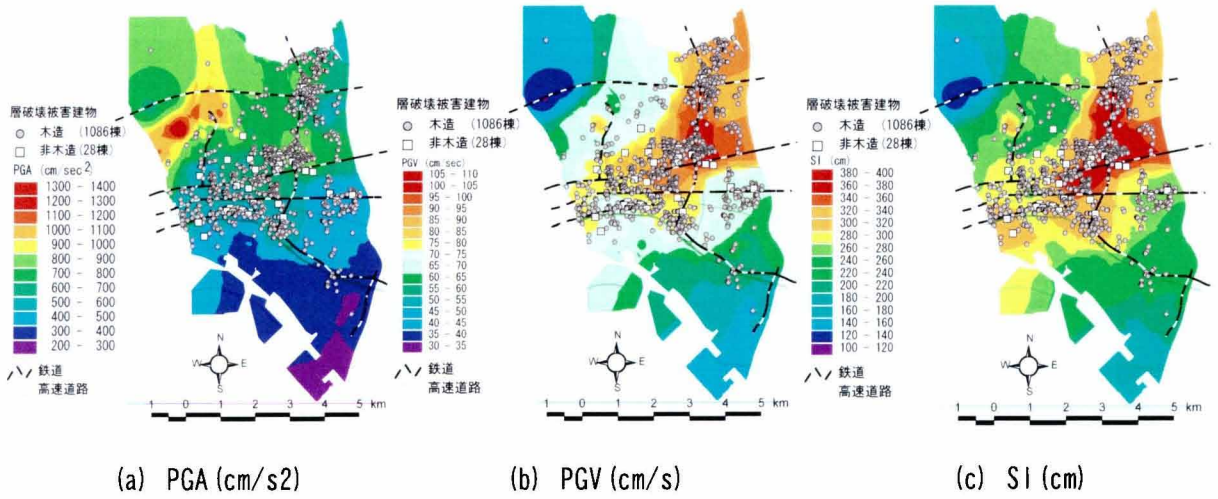 層破壊被害建物
木造 (1086棟)
非木造(28棟)
PGA (cm/sec2)
1300 - 1400
1200 - 1300
1100 - 1200
1000 - 1100
900 - 1000
800 - 900
700 - 800
600 - 700
500 - 600
400 - 500
300 - 400
200 - 300
鉄道
高速道路
N
W E
S
1 0 1 2 3 4 5 km
(a) PGA (cm/s2)
層破壊被害建物
木造 (1086棟)
非木造(28棟)
PGV (cm/sec)
105 - 110
100 - 105
95 - 100
90 - 95
85 - 90
80 - 85
75 - 80
70 - 75
65 - 70
60 - 65
55 - 60
50 - 55
45 - 50
40 - 45
35 - 40
30 - 35
鉄道
高速道路
N
W E
S
1 0 1 2 3 4 5 km
(b) PGV (cm/s)
層破壊被害建物
木造 (1086棟)
非木造(28棟)
SI (cm)
380 - 400
360 - 380
340 - 360
320 - 340
300 - 320
280 - 300
260 - 280
240 - 260
220 - 240
200 - 220
180 - 200
160 - 180
140 - 160
120 - 140
100 - 120
鉄道
高速道路
N
W E
S
1 0 1 2 3 4 5 km
(c) SI (cm)